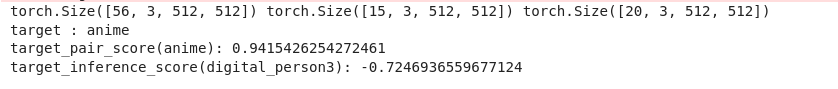 torch.Size([56, 3, 512, 512]) torch.Size([15, 3, 512, 512]) torch.Size([20, 3, 512, 512])
target : anime
target_pair_score(anime): 0.9415426254272461
target_inference_score(digital_person3): -0.7246936559677124